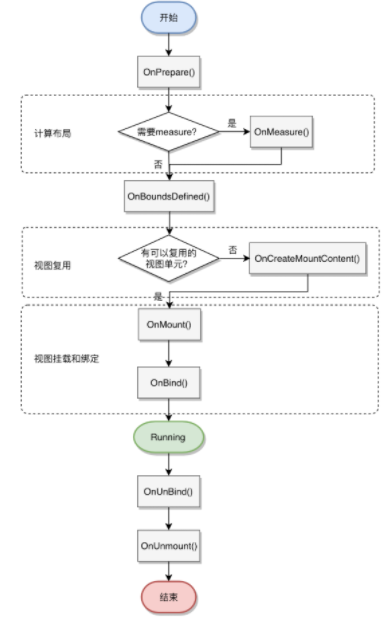 开始
OnPrepare()
计算布局
需要measure?
是
OnMeasure()
否
OnBoundsDefined()
视图复用
有可以复用的
视图单元?
否
OnCreateMountContent()
是
视图挂载和绑定
OnMount()
OnBind()
Running
OnUnBind()
OnUnmount()
结束